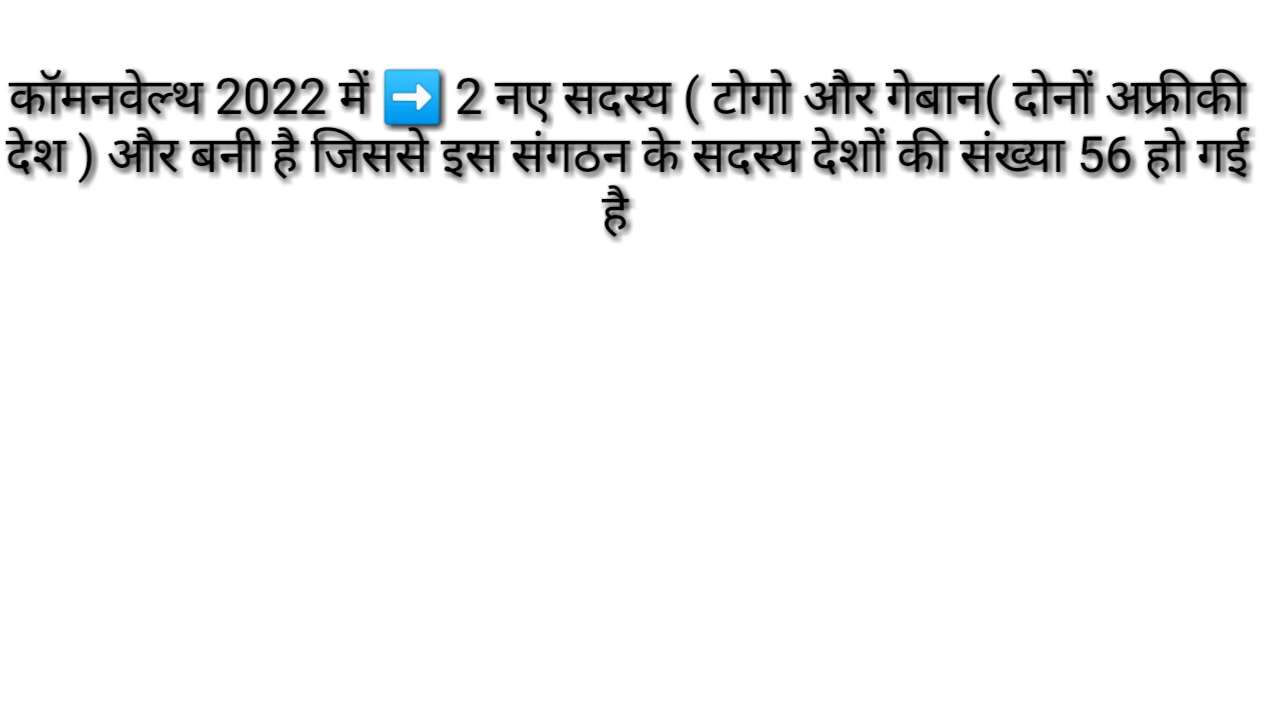 कॉमनवेल्थ 2022 में ➡️ 2 नए सदस्य ( टोगो और गेबान( दोनों अफ्रीकी
देश ) और बनी है जिससे इस संगठन के सदस्य देशों की संख्या 56 हो गई
है